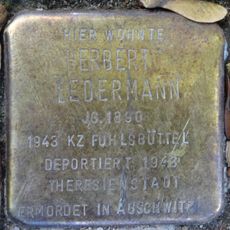 HIER WOHNTE
HERBERT
LEDERMANN
JG. 1890
1943 KZ FUHLSBÜTTEL
DEPORTIERT 1943
THERESIENSTADT
ERMORDET IN AUSCHWITZ